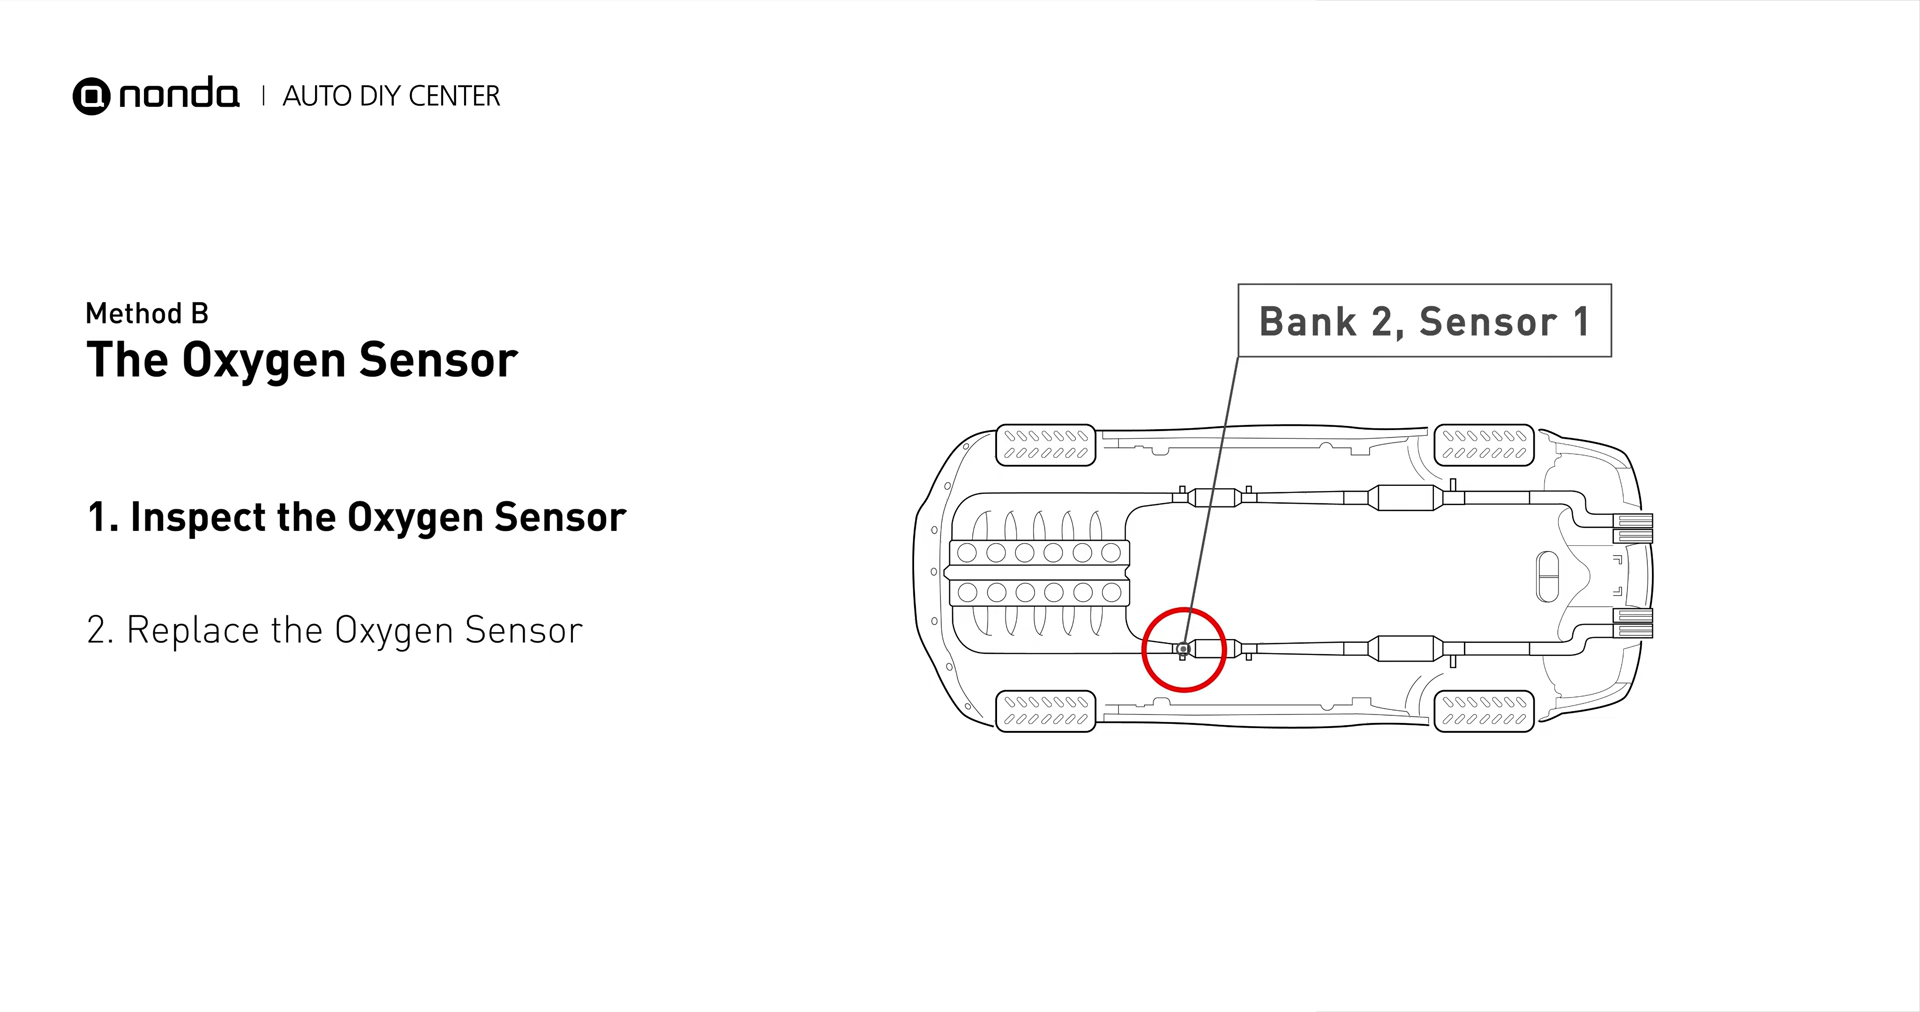 nonda | AUTO DIY CENTER
Method B
The Oxygen Sensor
1. Inspect the Oxygen Sensor
2. Replace the Oxygen Sensor
Bank 2, Sensor 1